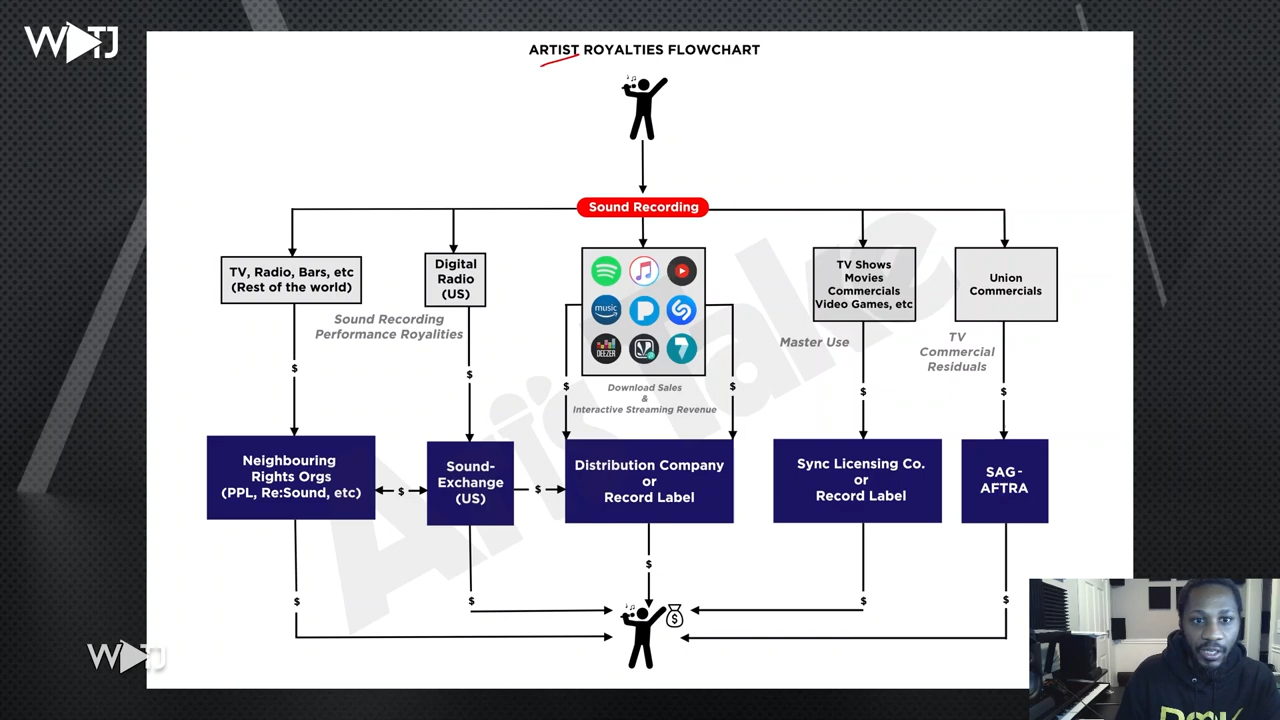 W TJ
ARTIST ROYALTIES FLOWCHART
Sound Recording
TV, Radio, Bars, etc
(Rest of the world)
Digital
Radio
(US)
music
DEEZER
TV Shows
Movies
Commercials
Video Games, etc
Union
Commercials
Sound Recording
Performance Royalities
Master Use
TV
Commercial
Residuals
$
$
$
$
$
$
Download Sales
&
Interactive Streaming Revenue
Neighbouring
Rights Orgs
(PPL, Re:Sound, etc)
$
Sound-
Exchange
(US)
$
Distribution Company
or
Record Label
Sync Licensing Co.
or
Record Label
SAG-
AFTRA
$
$
$
$
$
$
W TJ